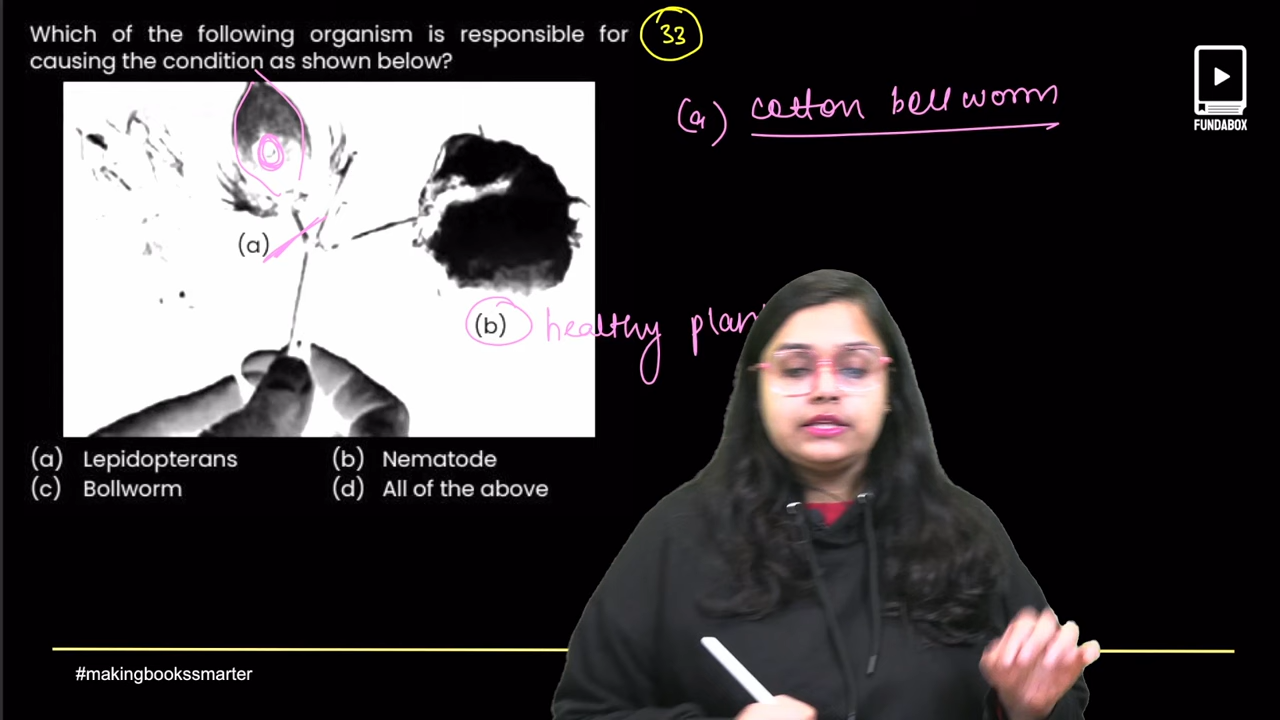 Which of the following organism is responsible for
causing the condition as shown below?
33
(a) cotton bollworm
FUNDABOX
(a)
(b) healthy plan
(a) Lepidopterans
(b) Nematode
(c) Bollworm
(d) All of the above
#makingbookssmarter